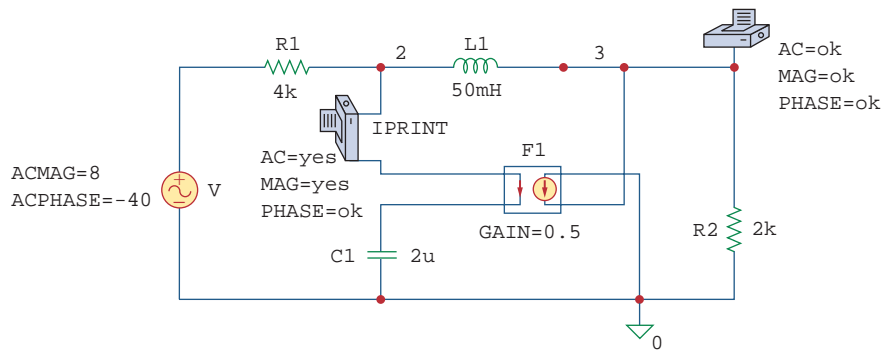 R1
4k
2
L1
50mH
3
AC=ok
MAG=ok
PHASE=ok
IPRINT
AC=yes
MAG=yes
PHASE=ok
F1
GAIN=0.5
ACMAG=8
ACPHASE=-40
+
−
V
C1
2u
R2
2k
0